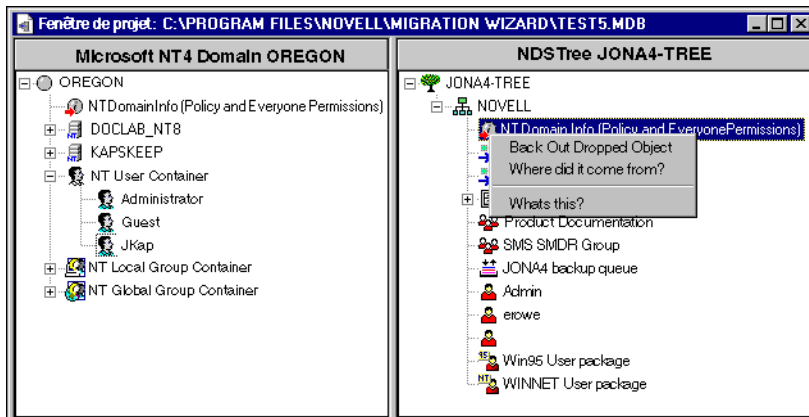 Fenêtre de projet: C:\PROGRAM FILES\NOVELL\MIGRATION WIZARD\TEST5.MDB
Microsoft NT4 Domain OREGON
OREGON
NTDomainInfo (Policy and Everyone Permissions)
DOCLAB_NT8
KAPSKEEP
NT User Container
Administrator
Guest
JKap
NT Local Group Container
NT Global Group Container
NDSTree JONA4-TREE
JONA4-TREE
NOVELL
NTDomain Info (Policy and EveryonePermissions)
Back Out Dropped Object
Where did it come from?
Whats this?
Product Documentation
SMS SMDR Group
JONA4 backup queue
Admin
erowe
Win95 User package
WINNET User package